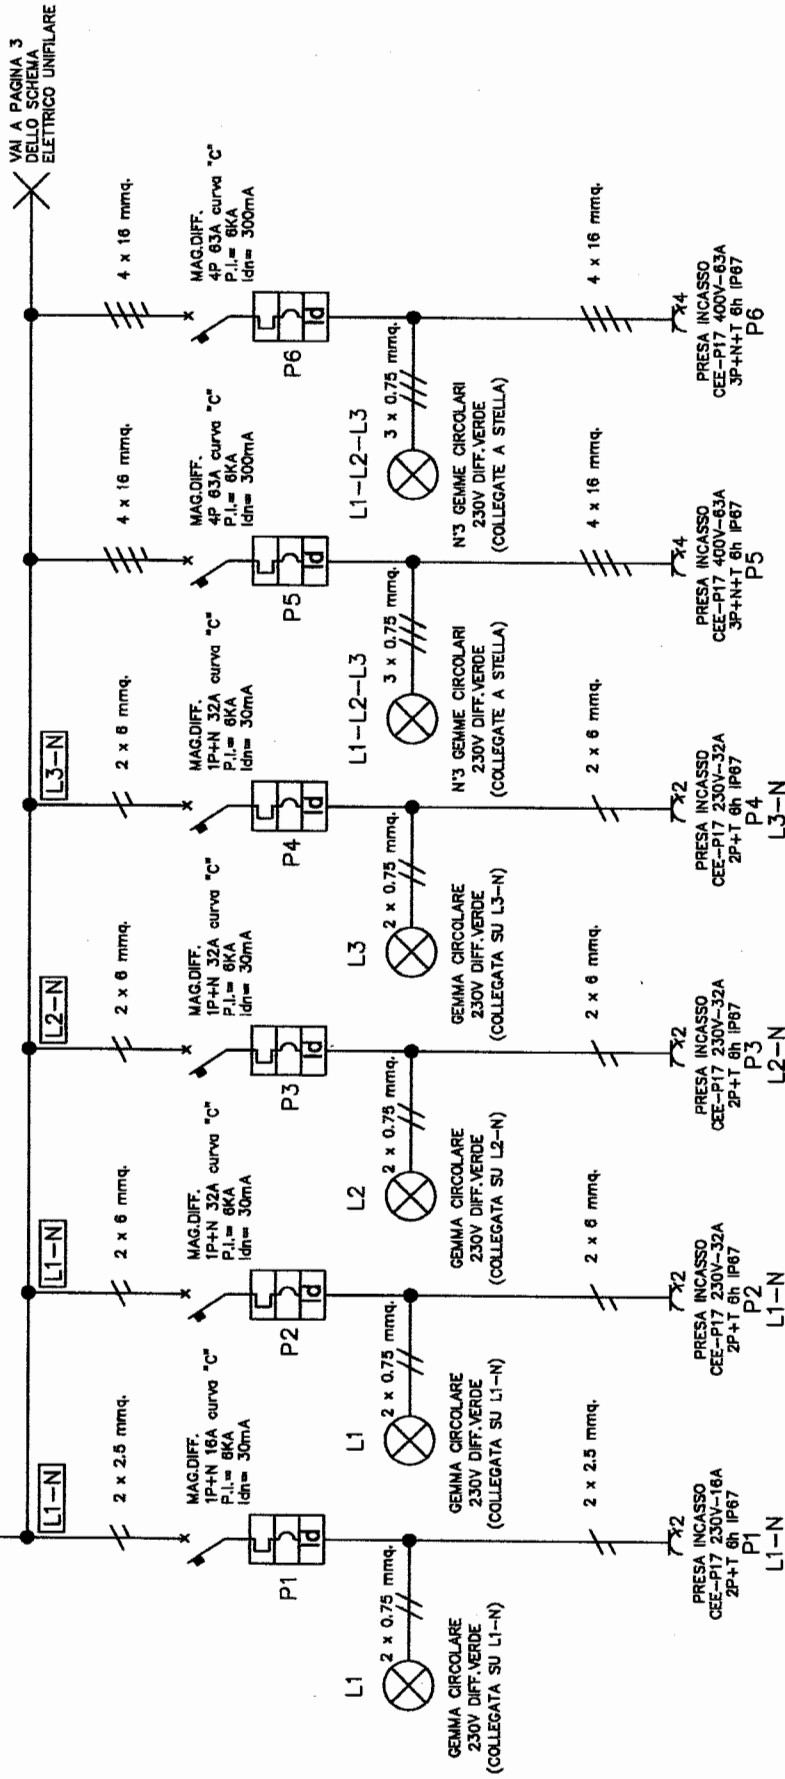 VAI A PAGINA 3
DELLO SCHEMA
ELETTRICO UNIFILARE
L1-N
2 x 2.5 mmq.
MAG.DIFF.
1P+N 16A curva "C"
P.I.= 6KA
Idn= 30mA
Id
P1
L1
2 x 0.75 mmq.
GEMMA CIRCOLARE
230V DIFF.VERDE
(COLLEGATA SU L1-N)
2 x 2.5 mmq.
x2
PRESA INCASSO
CEE-P17 230V-16A
2P+T 6h IP67
P1
L1-N
L1-N
2 x 6 mmq.
MAG.DIFF.
1P+N 32A curva "C"
P.I.= 6KA
Idn= 30mA
Id
P2
L1
2 x 0.75 mmq.
GEMMA CIRCOLARE
230V DIFF.VERDE
(COLLEGATA SU L1-N)
2 x 6 mmq.
x2
PRESA INCASSO
CEE-P17 230V-32A
2P+T 6h IP67
P2
L1-N
L2-N
2 x 6 mmq.
MAG.DIFF.
1P+N 32A curva "C"
P.I.= 6KA
Idn= 30mA
Id
P3
L2
2 x 0.75 mmq.
GEMMA CIRCOLARE
230V DIFF.VERDE
(COLLEGATA SU L2-N)
2 x 6 mmq.
x2
PRESA INCASSO
CEE-P17 230V-32A
2P+T 6h IP67
P3
L2-N
L3-N
2 x 6 mmq.
MAG.DIFF.
1P+N 32A curva "C"
P.I.= 6KA
Idn= 30mA
Id
P4
L3
2 x 0.75 mmq.
GEMMA CIRCOLARE
230V DIFF.VERDE
(COLLEGATA SU L3-N)
2 x 6 mmq.
x2
PRESA INCASSO
CEE-P17 230V-32A
2P+T 6h IP67
P4
L3-N
4 x 16 mmq.
MAG.DIFF.
4P 63A curva "C"
P.I.= 6KA
Idn= 300mA
Id
P5
L1-L2-L3
3 x 0.75 mmq.
N°3 GEMME CIRCOLARI
230V DIFF.VERDE
(COLLEGATE A STELLA)
4 x 16 mmq.
x4
PRESA INCASSO
CEE-P17 400V-63A
3P+N+T 6h IP67
P5
4 x 16 mmq.
MAG.DIFF.
4P 63A curva "C"
P.I.= 6KA
Idn= 300mA
Id
P6
L1-L2-L3
3 x 0.75 mmq.
N°3 GEMME CIRCOLARI
230V DIFF.VERDE
(COLLEGATE A STELLA)
4 x 16 mmq.
x4
PRESA INCASSO
CEE-P17 400V-63A
3P+N+T 6h IP67
P6